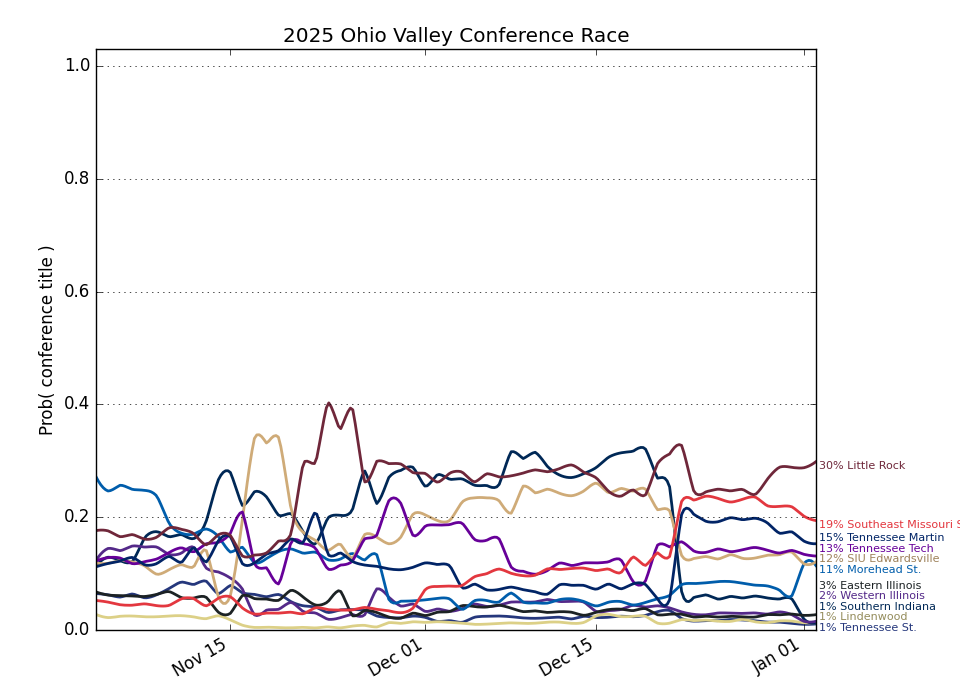 2025 Ohio Valley Conference Race
1.0
0.8
0.6
0.4
0.2
0.0
Prob( conference title )
Nov 15
Dec 01
Dec 15
Jan 01
30% Little Rock
19% Southeast Missouri S
15% Tennessee Martin
13% Tennessee Tech
12% SIU Edwardsville
11% Morehead St.
3% Eastern Illinois
2% Western Illinois
1% Southern Indiana
1% Lindenwood
1% Tennessee St.